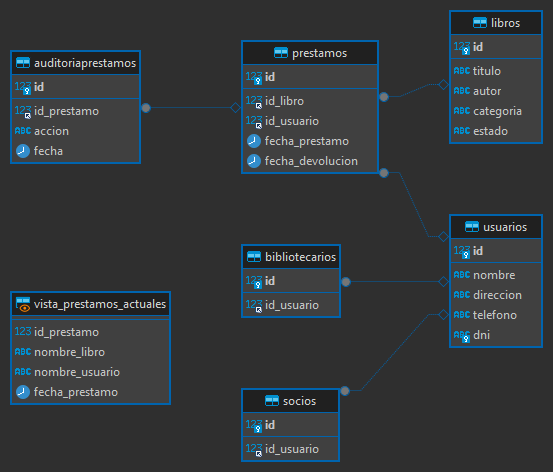 auditoriaprestamos
123 id
123 id_prestamo
ABC accion
fecha
prestamos
123 id
123 id_libro
123 id_usuario
fecha_prestamo
fecha_devolucion
libros
123 id
ABC titulo
ABC autor
ABC categoria
ABC estado
usuarios
123 id
ABC nombre
ABC direccion
ABC telefono
ABC dni
bibliotecarios
123 id
123 id_usuario
vista_prestamos_actuales
123 id_prestamo
ABC nombre_libro
ABC nombre_usuario
fecha_prestamo
socios
123 id
123 id_usuario